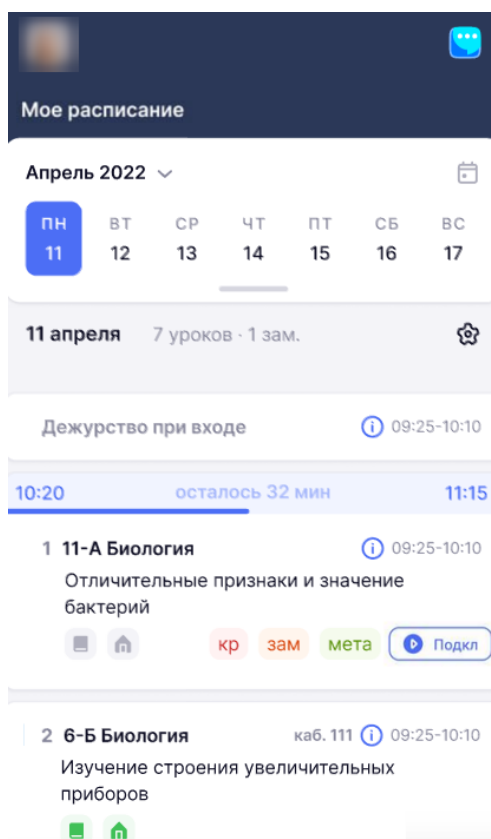 Мое расписание
Апрель 2022
ПН ВТ СР ЧТ ПТ СБ ВС
11 12 13 14 15 16 17
11 апреля 7 уроков · 1 зам.
Дежурство при входе 09:25-10:10
10:20 осталось 32 мин 11:15
1 11-А Биология 09:25-10:10
Отличительные признаки и значение
бактерий
кр зам мета Подкл
2 6-Б Биология каб. 111 09:25-10:10
Изучение строения увеличительных
приборов